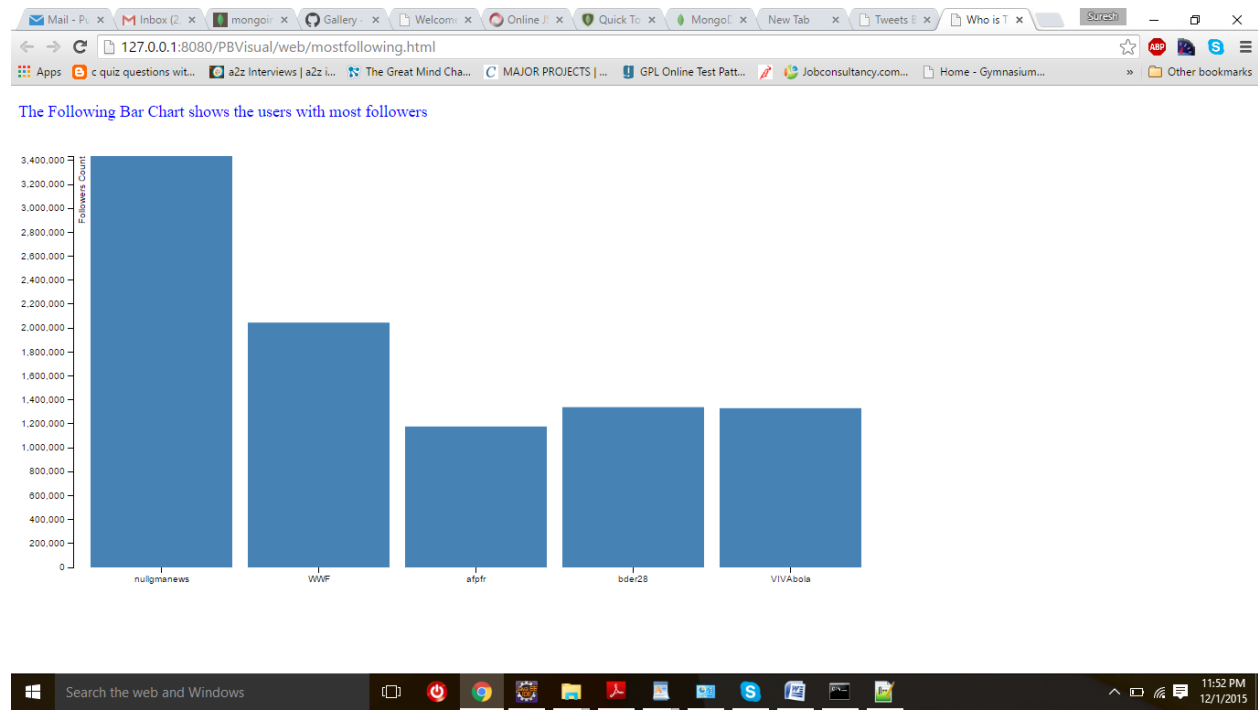 Mail - Pu
M Inbox (2
mongoin
Gallery -
Welcome
Online JS
Quick To
MongoD
New Tab
Tweets B
Who is T
Suresh
127.0.0.1:8080/PBVisual/web/mostfollowing.html
ABP
Apps
c quiz questions wit...
a2z Interviews | a2z i...
The Great Mind Cha...
C MAJOR PROJECTS | ...
GPL Online Test Patt...
Jobconsultancy.com...
Home - Gymnasium...
»
Other bookmarks
The Following Bar Chart shows the users with most followers
Followers Count
3,400,000
3,200,000
3,000,000
2,800,000
2,600,000
2,400,000
2,200,000
2,000,000
1,800,000
1,600,000
1,400,000
1,200,000
1,000,000
800,000
600,000
400,000
200,000
0
nullgmanews
WWF
afpfr
bder28
VIVAbola
Search the web and Windows
11:52 PM
12/1/2015